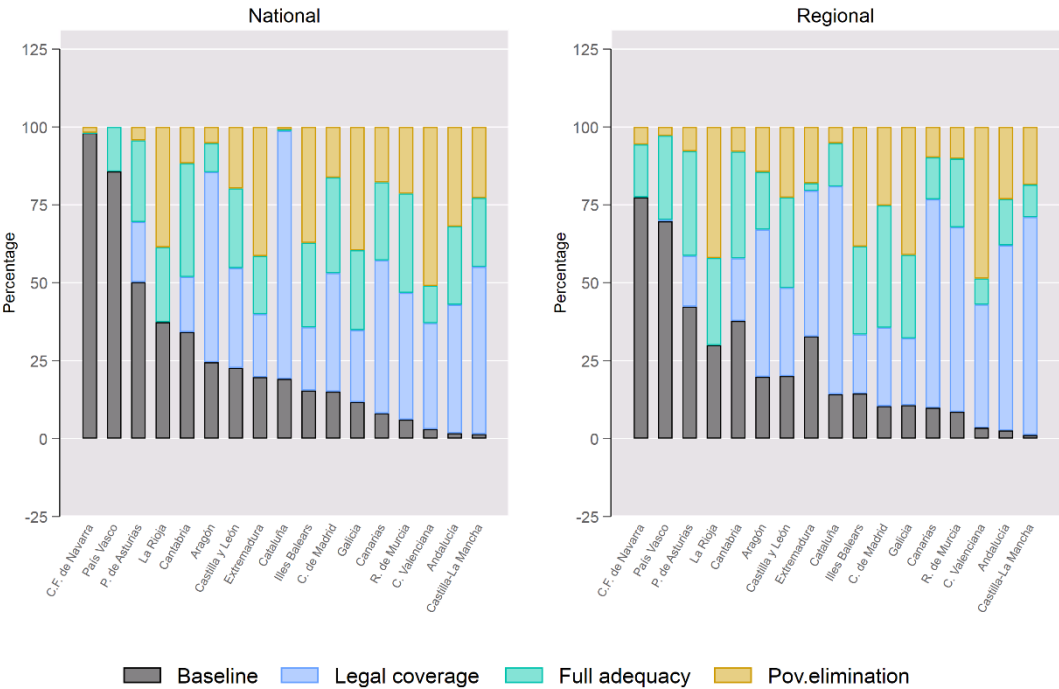 National
Percentage
125
100
75
50
25
0
-25
C.F. de Navarra
País Vasco
P. de Asturias
La Rioja
Cantabria
Aragón
Castilla y León
Extremadura
Cataluña
Illes Balears
C. de Madrid
Galicia
Canarias
R. de Murcia
C. Valenciana
Andalucía
Castilla-La Mancha
Regional
Percentage
125
100
75
50
25
0
-25
C.F. de Navarra
País Vasco
P. de Asturias
La Rioja
Cantabria
Aragón
Castilla y León
Extremadura
Cataluña
Illes Balears
C. de Madrid
Galicia
Canarias
R. de Murcia
C. Valenciana
Andalucía
Castilla-La Mancha
Baseline Legal coverage Full adequacy Pov.elimination